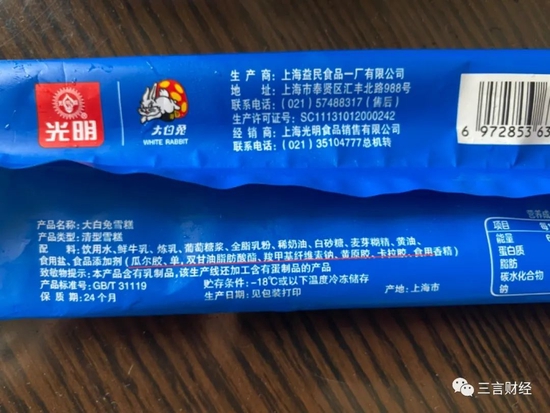 光明
大白兔
WHITE RABBIT
生 产 商：上海益民食品一厂有限公司
上海市奉贤区汇丰北路988号
联系电话：（021）57488317（售后）
生产许可证号：SC11131012000242
经 销 商：上海光明食品销售有限公司
联系电话：（021）35104777总机转
6 972853 63
产品名称：大白兔雪糕
产品类型：清型雪糕
配 料：饮用水、鲜牛乳、炼乳、葡萄糖浆、全脂乳粉、稀奶油、白砂糖、麦芽糊精、黄油、
食用盐、食品添加剂（瓜尔胶、单，双甘油脂肪酸酯、羧甲基纤维素钠、黄原胶、卡拉胶、食用香精）
致敏物提示：本产品含有乳制品，该生产线还加工含有蛋制品的产品
产品标准号：GB/T 31119
贮存条件：-18℃或以下温度冷冻储存
保 质 期：24个月
生产日期：见包装打印
产地：上海市
营养成
项目
能量
蛋白质
脂肪
碳水化合物
钠
三言财经